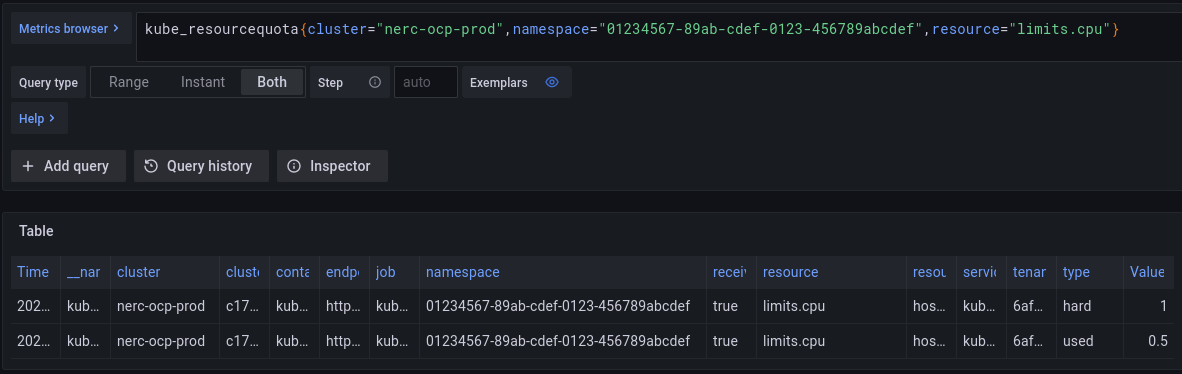 Metrics browser > kube_resourcequota{cluster="nerc-ocp-prod",namespace="01234567-89ab-cdef-0123-456789abcdef",resource="limits.cpu"}
Query type Range Instant Both Step auto Exemplars
Help >
+ Add query Query history Inspector
Table
Time __nar cluster clust conta endp job namespace recei resource resou servic tenar type Value
202... kub... nerc-ocp-prod c17... kub... http... kub... 01234567-89ab-cdef-0123-456789abcdef true limits.cpu hos... kub... 6af... hard 1
202... kub... nerc-ocp-prod c17... kub... http... kub... 01234567-89ab-cdef-0123-456789abcdef true limits.cpu hos... kub... 6af... used 0.5